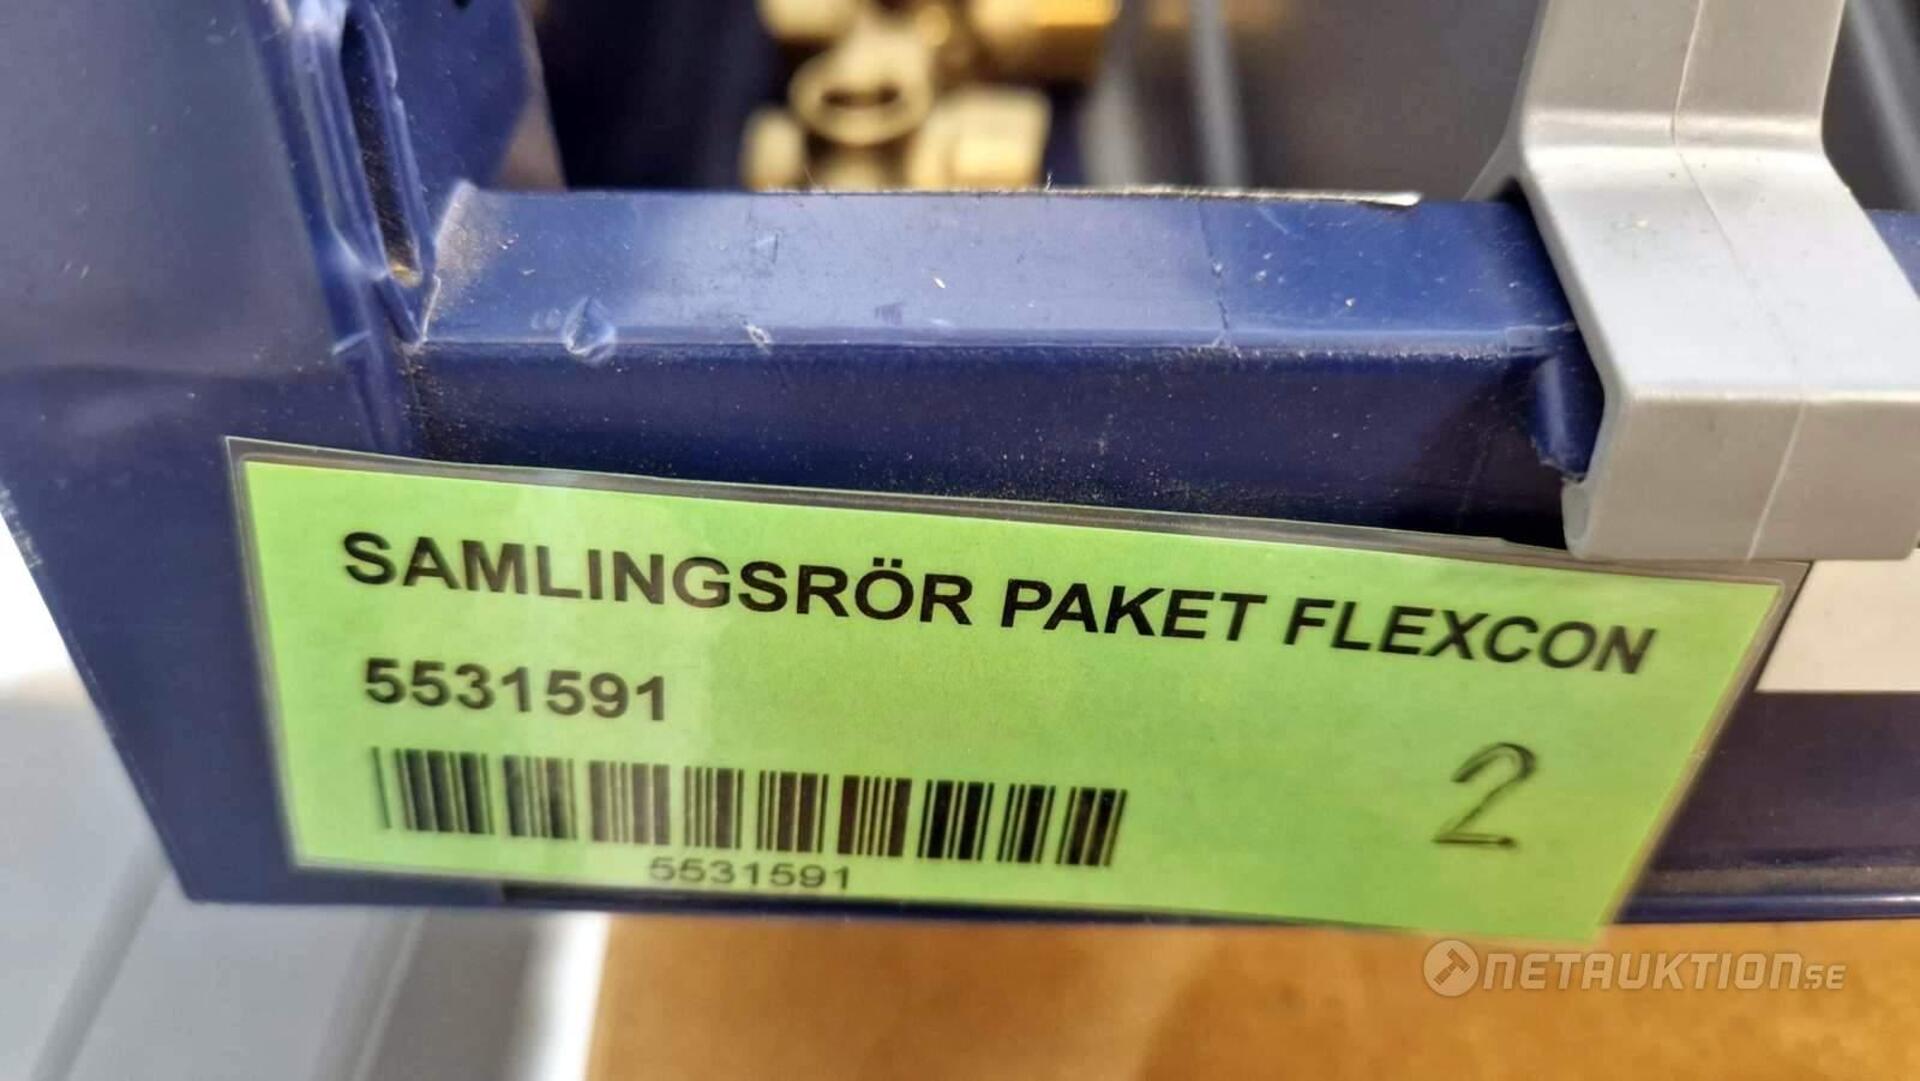 SAMLINGSRÖR PAKET FLEXCON
5531591
2
5531591
NETAUKTION.SE